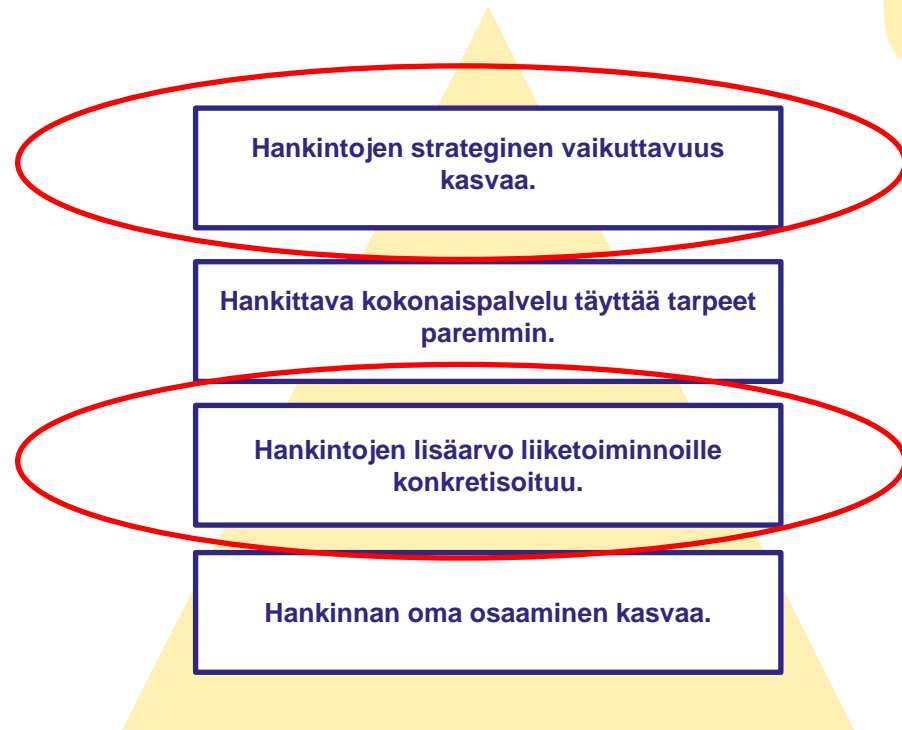 Hankintojen strateginen vaikuttavuus
kasvaa.
Hankittava kokonaispalvelu täyttää tarpeet
paremmin.
Hankintojen lisäarvo liiketoiminnoille
konkretisoituu.
Hankinnan oma osaaminen kasvaa.